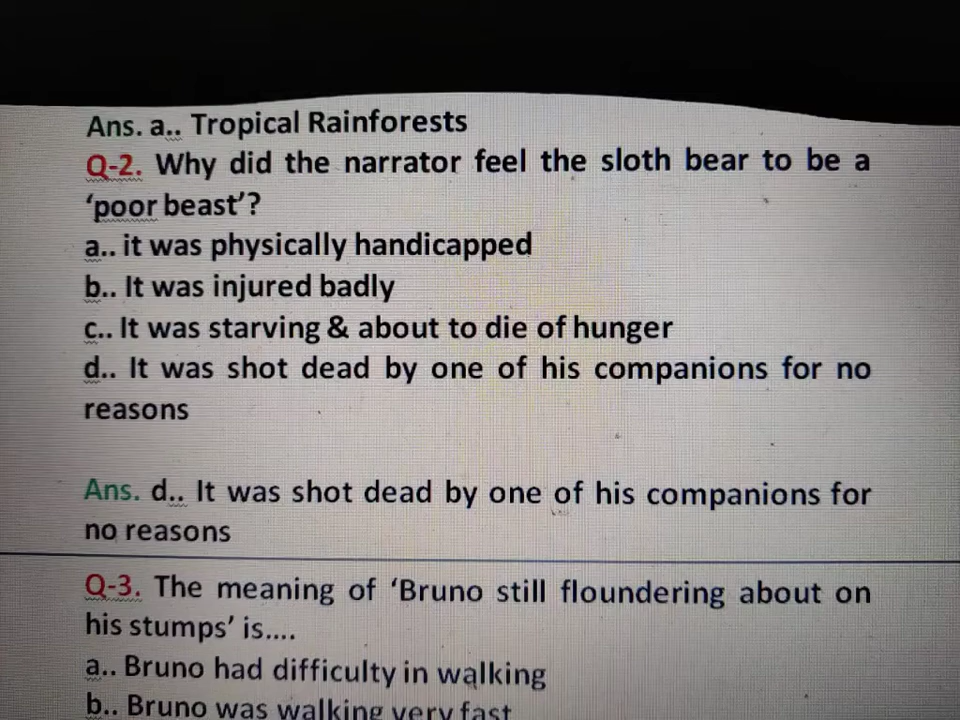 Ans. a.. Tropical Rainforests
Q-2. Why did the narrator feel the sloth bear to be a
‘poor beast’?
a.. it was physically handicapped
b.. It was injured badly
c.. It was starving & about to die of hunger
d.. It was shot dead by one of his companions for no
reasons
Ans. d.. It was shot dead by one of his companions for
no reasons
Q-3. The meaning of ‘Bruno still floundering about on
his stumps’ is....
a.. Bruno had difficulty in walking
b.. Bruno was walking very fast